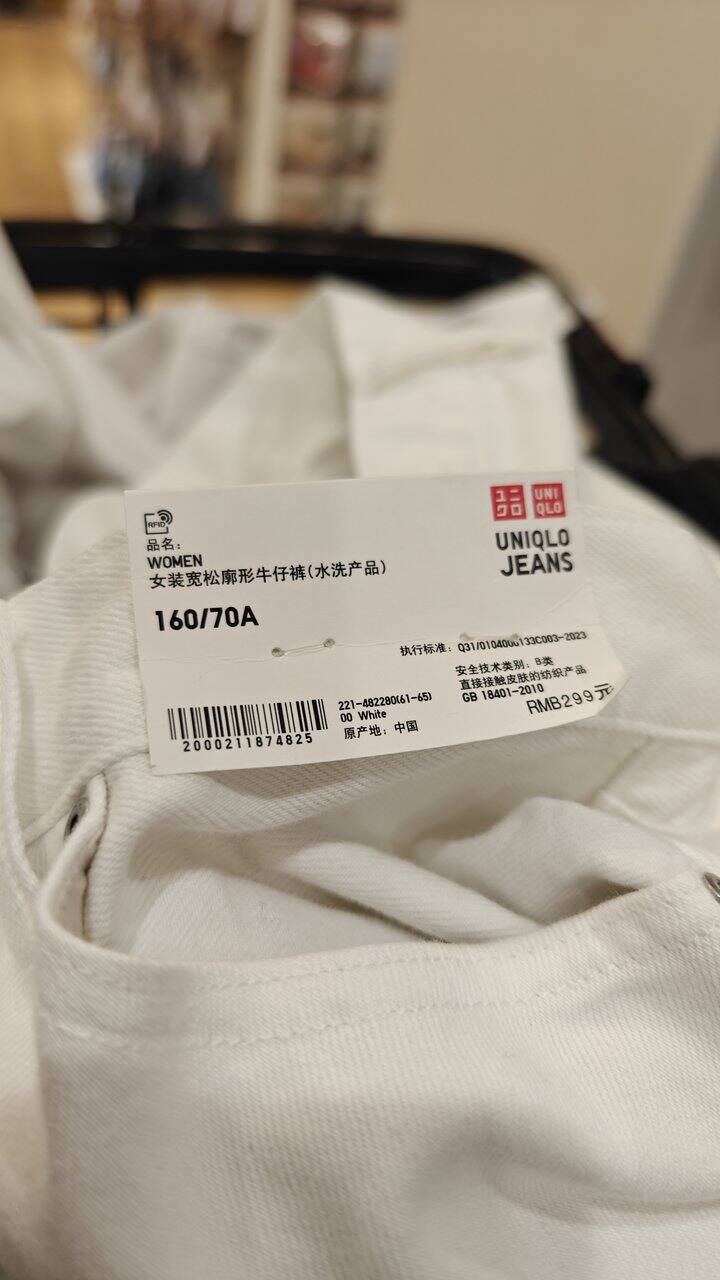 RFID
ユニ
クロ
UNI
QLO
品名:
WOMEN
女装宽松廓形牛仔裤(水洗产品)
UNIQLO
JEANS
160/70A
执行标准: Q31/0104000133C003-2023
安全技术类别: B类
直接接触皮肤的纺织产品
GB 18401-2010
221-482280(61-65)
00 White
原产地: 中国
RMB299元
2000211874825